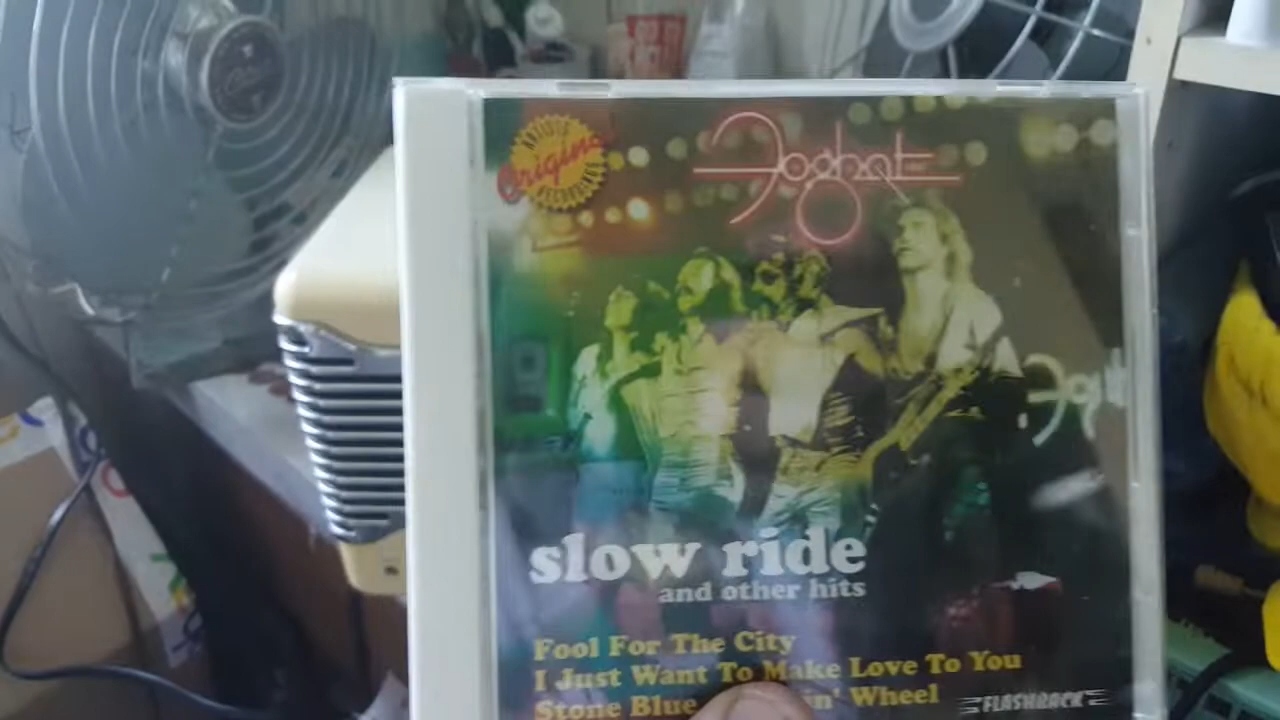 ARTISTS
Original
RECORDINGS
Foghat
slow ride
and other hits
Fool For The City
I Just Want To Make Love To You
Stone Blue in' Wheel
FLASHBACK